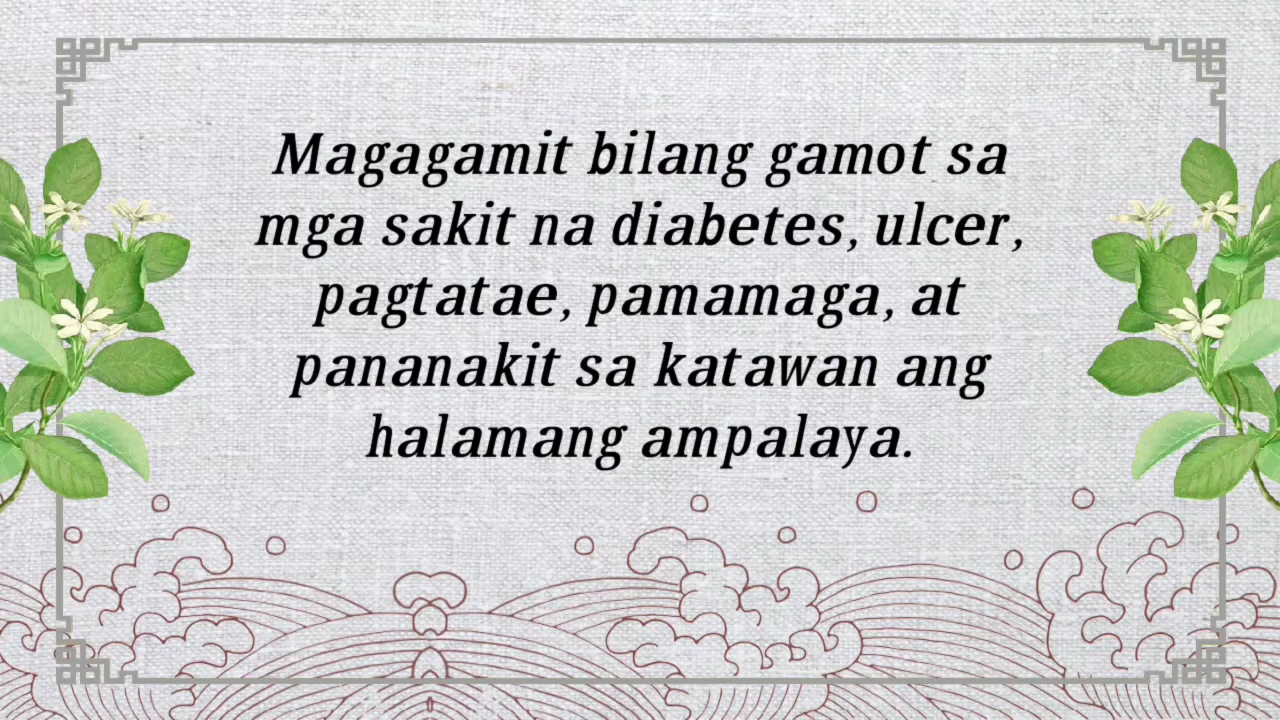 Magagamit bilang gamot sa
mga sakit na diabetes, ulcer,
pagtatae, pamamaga, at
pananakit sa katawan ang
halamang ampalaya.